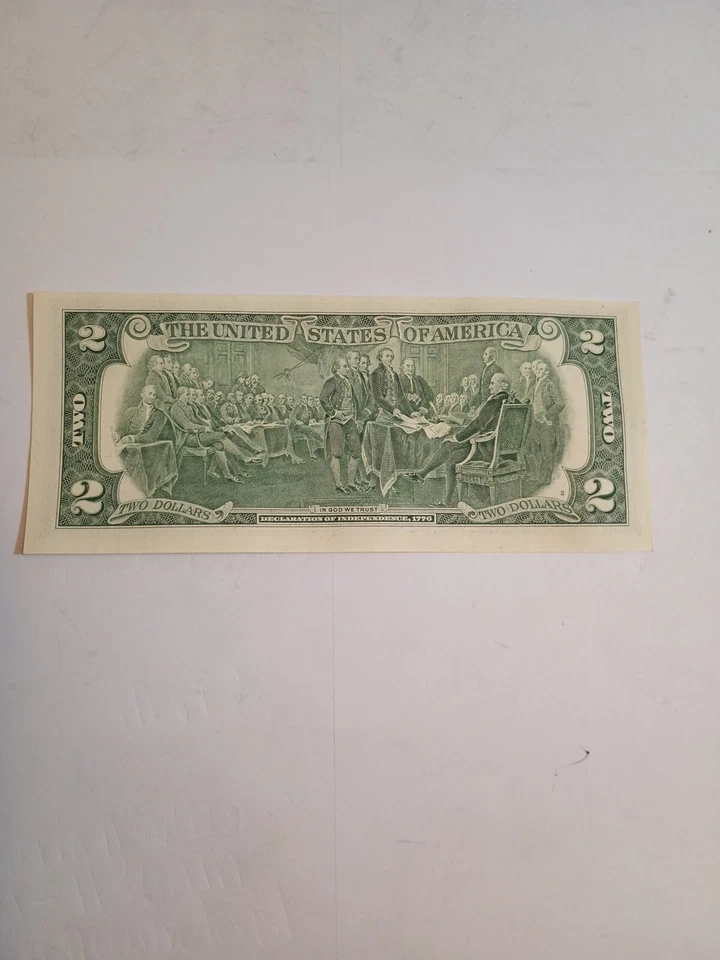 2 THE UNITED STATES OF AMERICA 2
TWO TWO
2 TWO DOLLARS IN GOD WE TRUST TWO DOLLARS 2
DECLARATION OF INDEPENDENCE, 1776